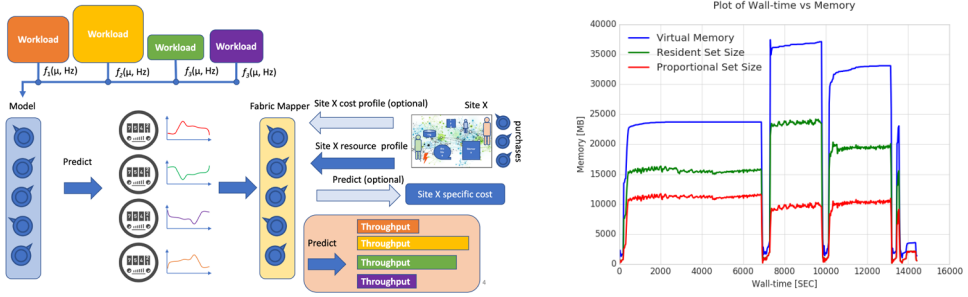 Workload
Workload
Workload
Workload
f1(μ, Hz)
f2(μ, Hz)
f3(μ, Hz)
f3(μ, Hz)
Model
Predict
Fabric Mapper
Site X cost profile (optional)
Site X
purchases
Site X resource profile
Predict (optional)
Site X specific cost
Predict
Throughput
Throughput
Throughput
Throughput
4
Plot of Wall-time vs Memory
Memory [MB]
40000
35000
30000
25000
20000
15000
10000
5000
0
Virtual Memory
Resident Set Size
Proportional Set Size
0 2000 4000 6000 8000 10000 12000 14000 16000
Wall-time [SEC]